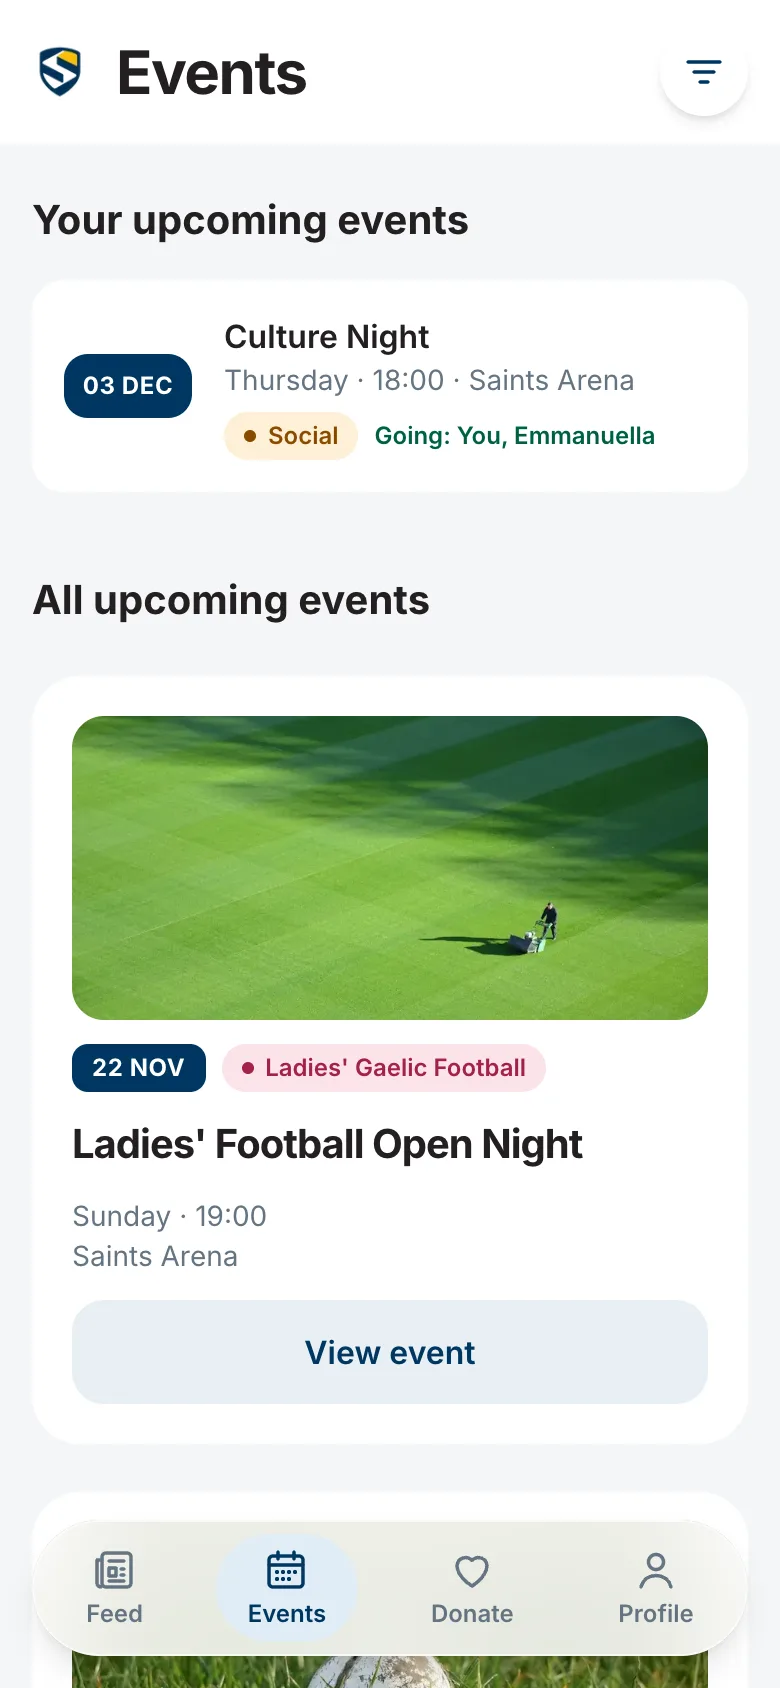 Events
Your upcoming events
03 DEC
Culture Night
Thursday · 18:00 · Saints Arena
Social
Going: You, Emmanuella
All upcoming events
22 NOV
Ladies' Gaelic Football
Ladies' Football Open Night
Sunday · 19:00
Saints Arena
View event
Feed
Events
Donate
Profile